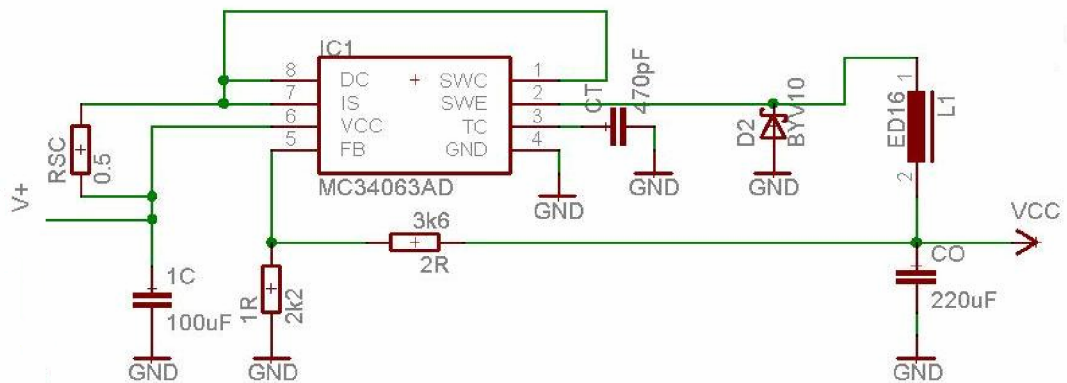 IC1
8 DC SWC 1
7 IS SWE 2
6 VCC TC 3
5 FB GND 4
MC34063AD
CT
470pF
GND
GND
D2
BYV10
GND
1
ED16
L1
2
RSC
0.5
V+
1C
100uF
GND
3k6
2R
1R
2k2
GND
VCC
CO
220uF
GND